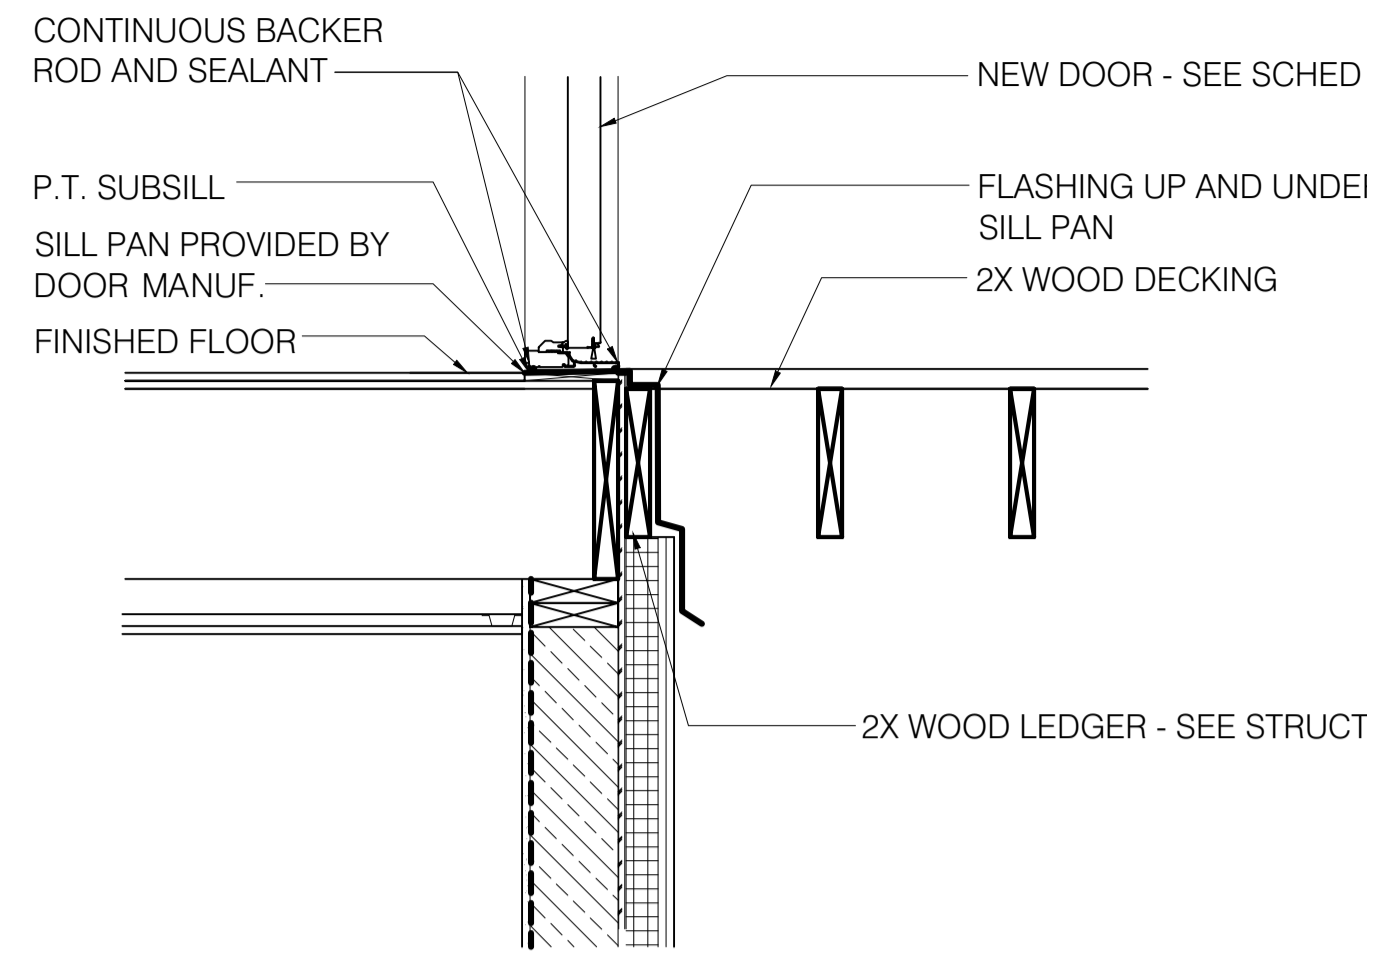 CONTINUOUS BACKER
ROD AND SEALANT
P.T. SUBSILL
SILL PAN PROVIDED BY
DOOR MANUF.
FINISHED FLOOR
NEW DOOR - SEE SCHED
FLASHING UP AND
SILL PAN
2X WOOD DECKING
2X WOOD LEDGER - SEE STRUCT